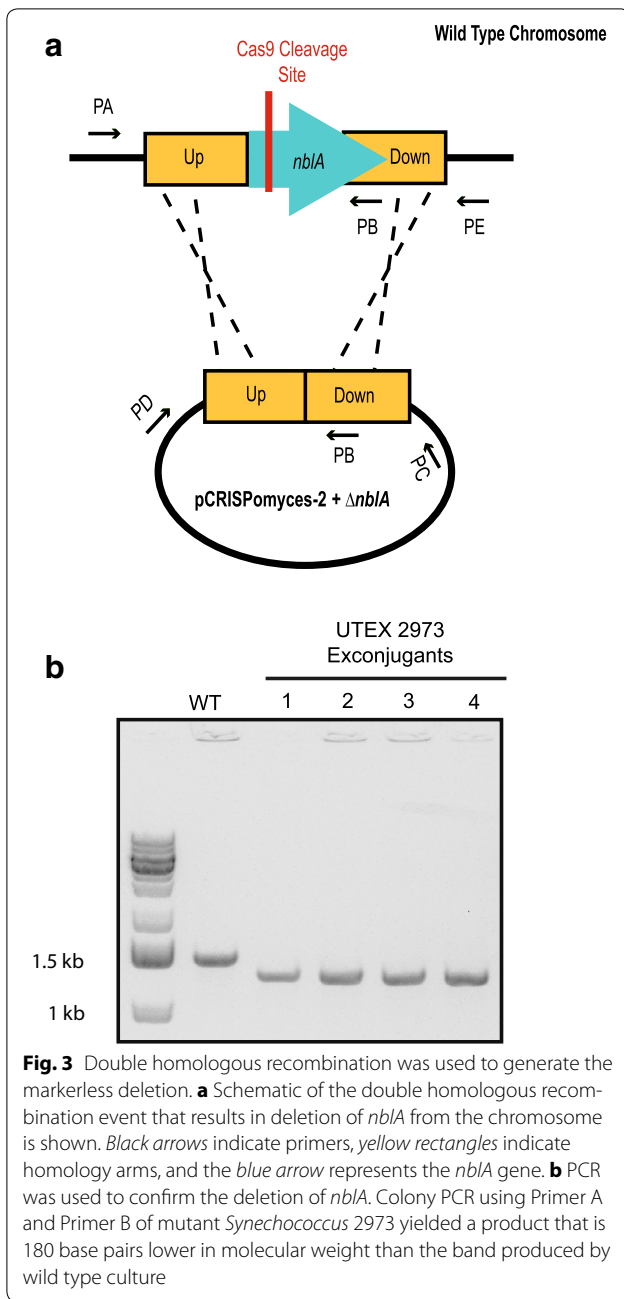 a
Wild Type Chromosome
Cas9 Cleavage
Site
PA
Up
nblA
Down
PB
PE
Up
Down
PD
PB
PC
pCRISPomyces-2 + ΔnblA
b
UTEX 2973
Exconjugants
WT
1
2
3
4
1.5 kb
1 kb
Fig. 3 Double homologous recombination was used to generate the
markerless deletion. a Schematic of the double homologous recom-
bination event that results in deletion of nblA from the chromosome
is shown. Black arrows indicate primers, yellow rectangles indicate
homology arms, and the blue arrow represents the nblA gene. b PCR
was used to confirm the deletion of nblA. Colony PCR using Primer A
and Primer B of mutant Synechococcus 2973 yielded a product that is
180 base pairs lower in molecular weight than the band produced by
wild type culture